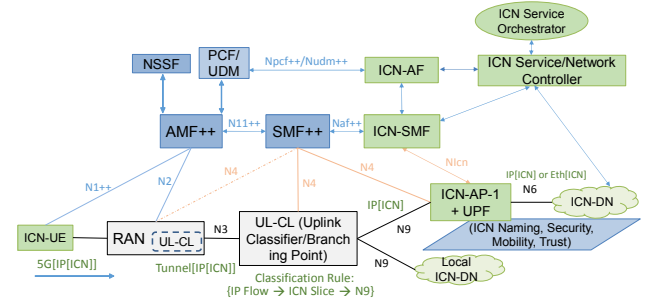 ICN Service
Orchestrator
NSSF
PCF/
UDM
Npcf++/Nudm++
ICN-AF
ICN Service/Network
Controller
AMF++
N11++
SMF++
Naf++
ICN-SMF
N1++
N2
N4
N4
N4
NIcn
IP[ICN] or Eth[ICN]
ICN-UE
RAN
UL-CL
N3
UL-CL (Uplink
Classifier/Branch
ing Point)
IP[ICN]
N9
N9
ICN-AP-1
+ UPF
N6
ICN-DN
(ICN Naming, Security,
Mobility, Trust)
Local
ICN-DN
5G[IP[ICN]]
Tunnel[IP[ICN]]
Classification Rule:
{IP Flow → ICN Slice → N9}